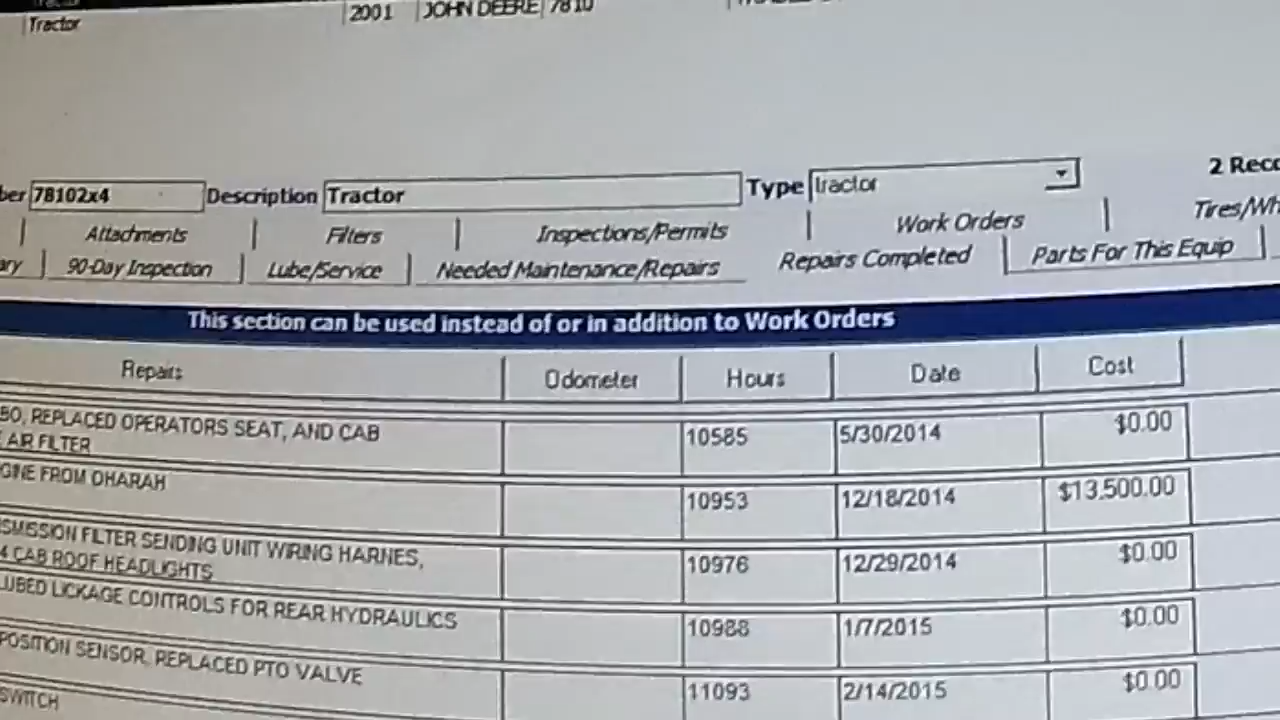 Tractor
2001 JOHN DEERE 7810
78102x4 Description Tractor Type tractor
2
Attachments Filters Inspections/Permits Work Orders
90-Day Inspection Lube/Service Needed Maintenance/Repairs Repairs Completed Parts For This Equip
This section can be used instead of or in addition to Work Orders
Repairs Odometer Hours Date Cost
REPLACED OPERATORS SEAT, AND CAB
AIR FILTER
10585 5/30/2014 $0.00
FROM OHARAH
10953 12/18/2014 $13,500.00
FILTER SENDING UNIT WIRING HARNES,
4 CAB ROOF HEADLIGHTS
10976 12/29/2014 $0.00
LUBED LICKAGE CONTROLS FOR REAR HYDRAULICS
10988 1/7/2015 $0.00
POSITION SENSOR, REPLACED PTO VALVE
SWITCH
11093 2/14/2015 $0.00